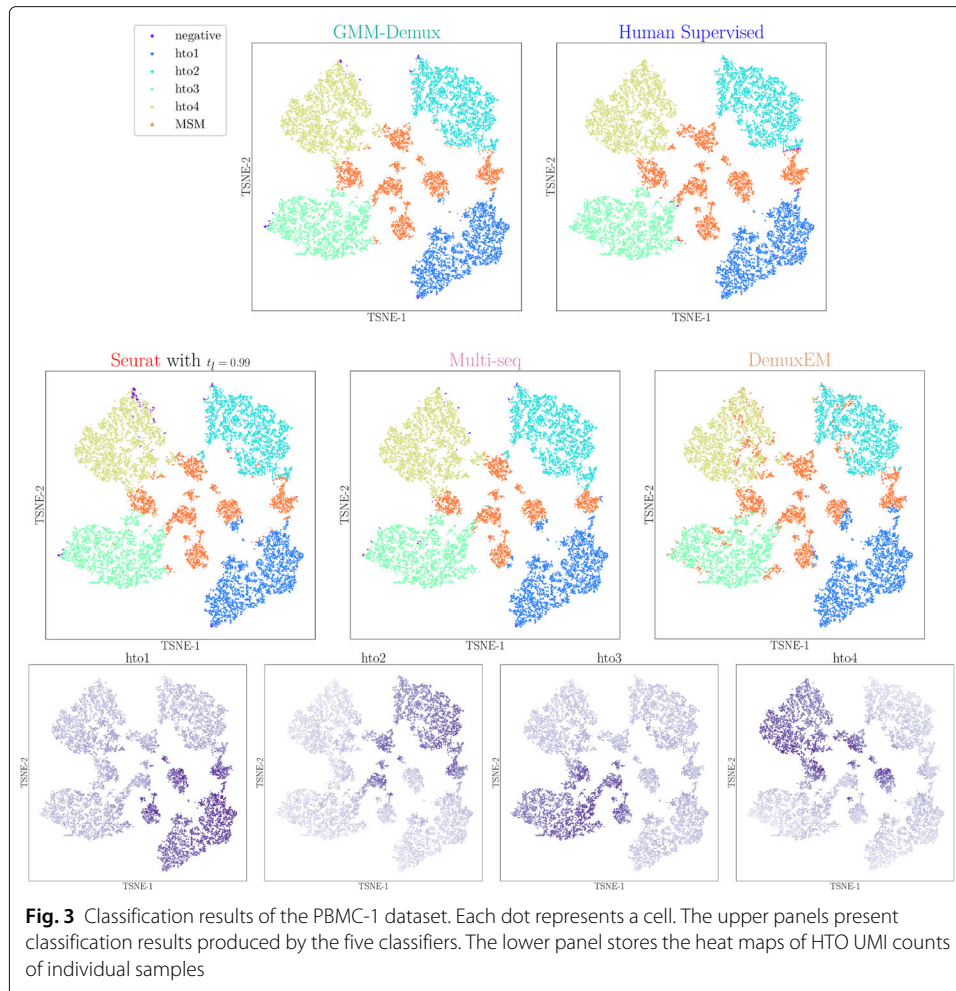 negative
hto1
hto2
hto3
hto4
MSM
GMM-Demux
Human Supervised
TSNE-2
TSNE-2
TSNE-1
TSNE-1
Seurat with t_l = 0.99
Multi-seq
DemuxEM
TSNE-2
TSNE-2
TSNE-2
TSNE-1
TSNE-1
TSNE-1
hto1
hto2
hto3
hto4
TSNE-2
TSNE-2
TSNE-2
TSNE-2
TSNE-1
TSNE-1
TSNE-1
TSNE-1
Fig. 3 Classification results of the PBMC-1 dataset. Each dot represents a cell. The upper panels present
classification results produced by the five classifiers. The lower panel stores the heat maps of HTO UMI counts
of individual samples